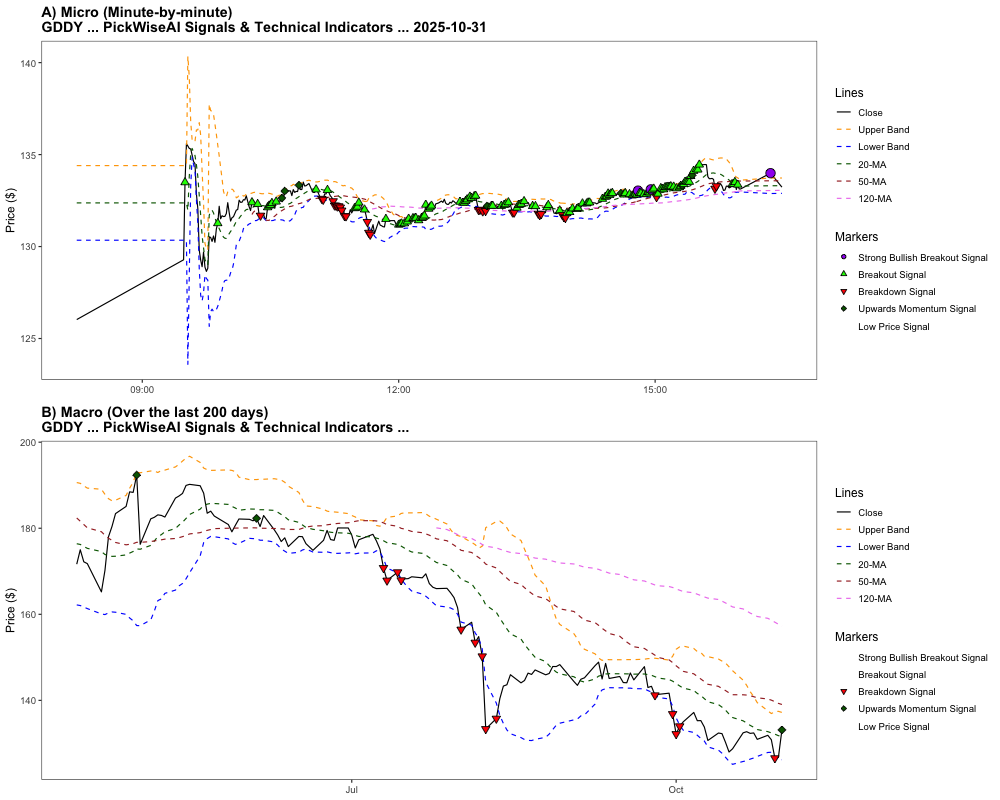 A) Micro (Minute-by-minute)
GDDY ... PickWiseAI Signals & Technical Indicators ... 2025-10-31
Price ($)
140
135
130
125
09:00
12:00
15:00
Lines
Close
Upper Band
Lower Band
20-MA
50-MA
120-MA
Markers
Strong Bullish Breakout Signal
Breakout Signal
Breakdown Signal
Upwards Momentum Signal
Low Price Signal
B) Macro (Over the last 200 days)
GDDY ... PickWiseAI Signals & Technical Indicators ...
Price ($)
200
180
160
140
Jul
Oct
Lines
Close
Upper Band
Lower Band
20-MA
50-MA
120-MA
Markers
Strong Bullish Breakout Signal
Breakout Signal
Breakdown Signal
Upwards Momentum Signal
Low Price Signal